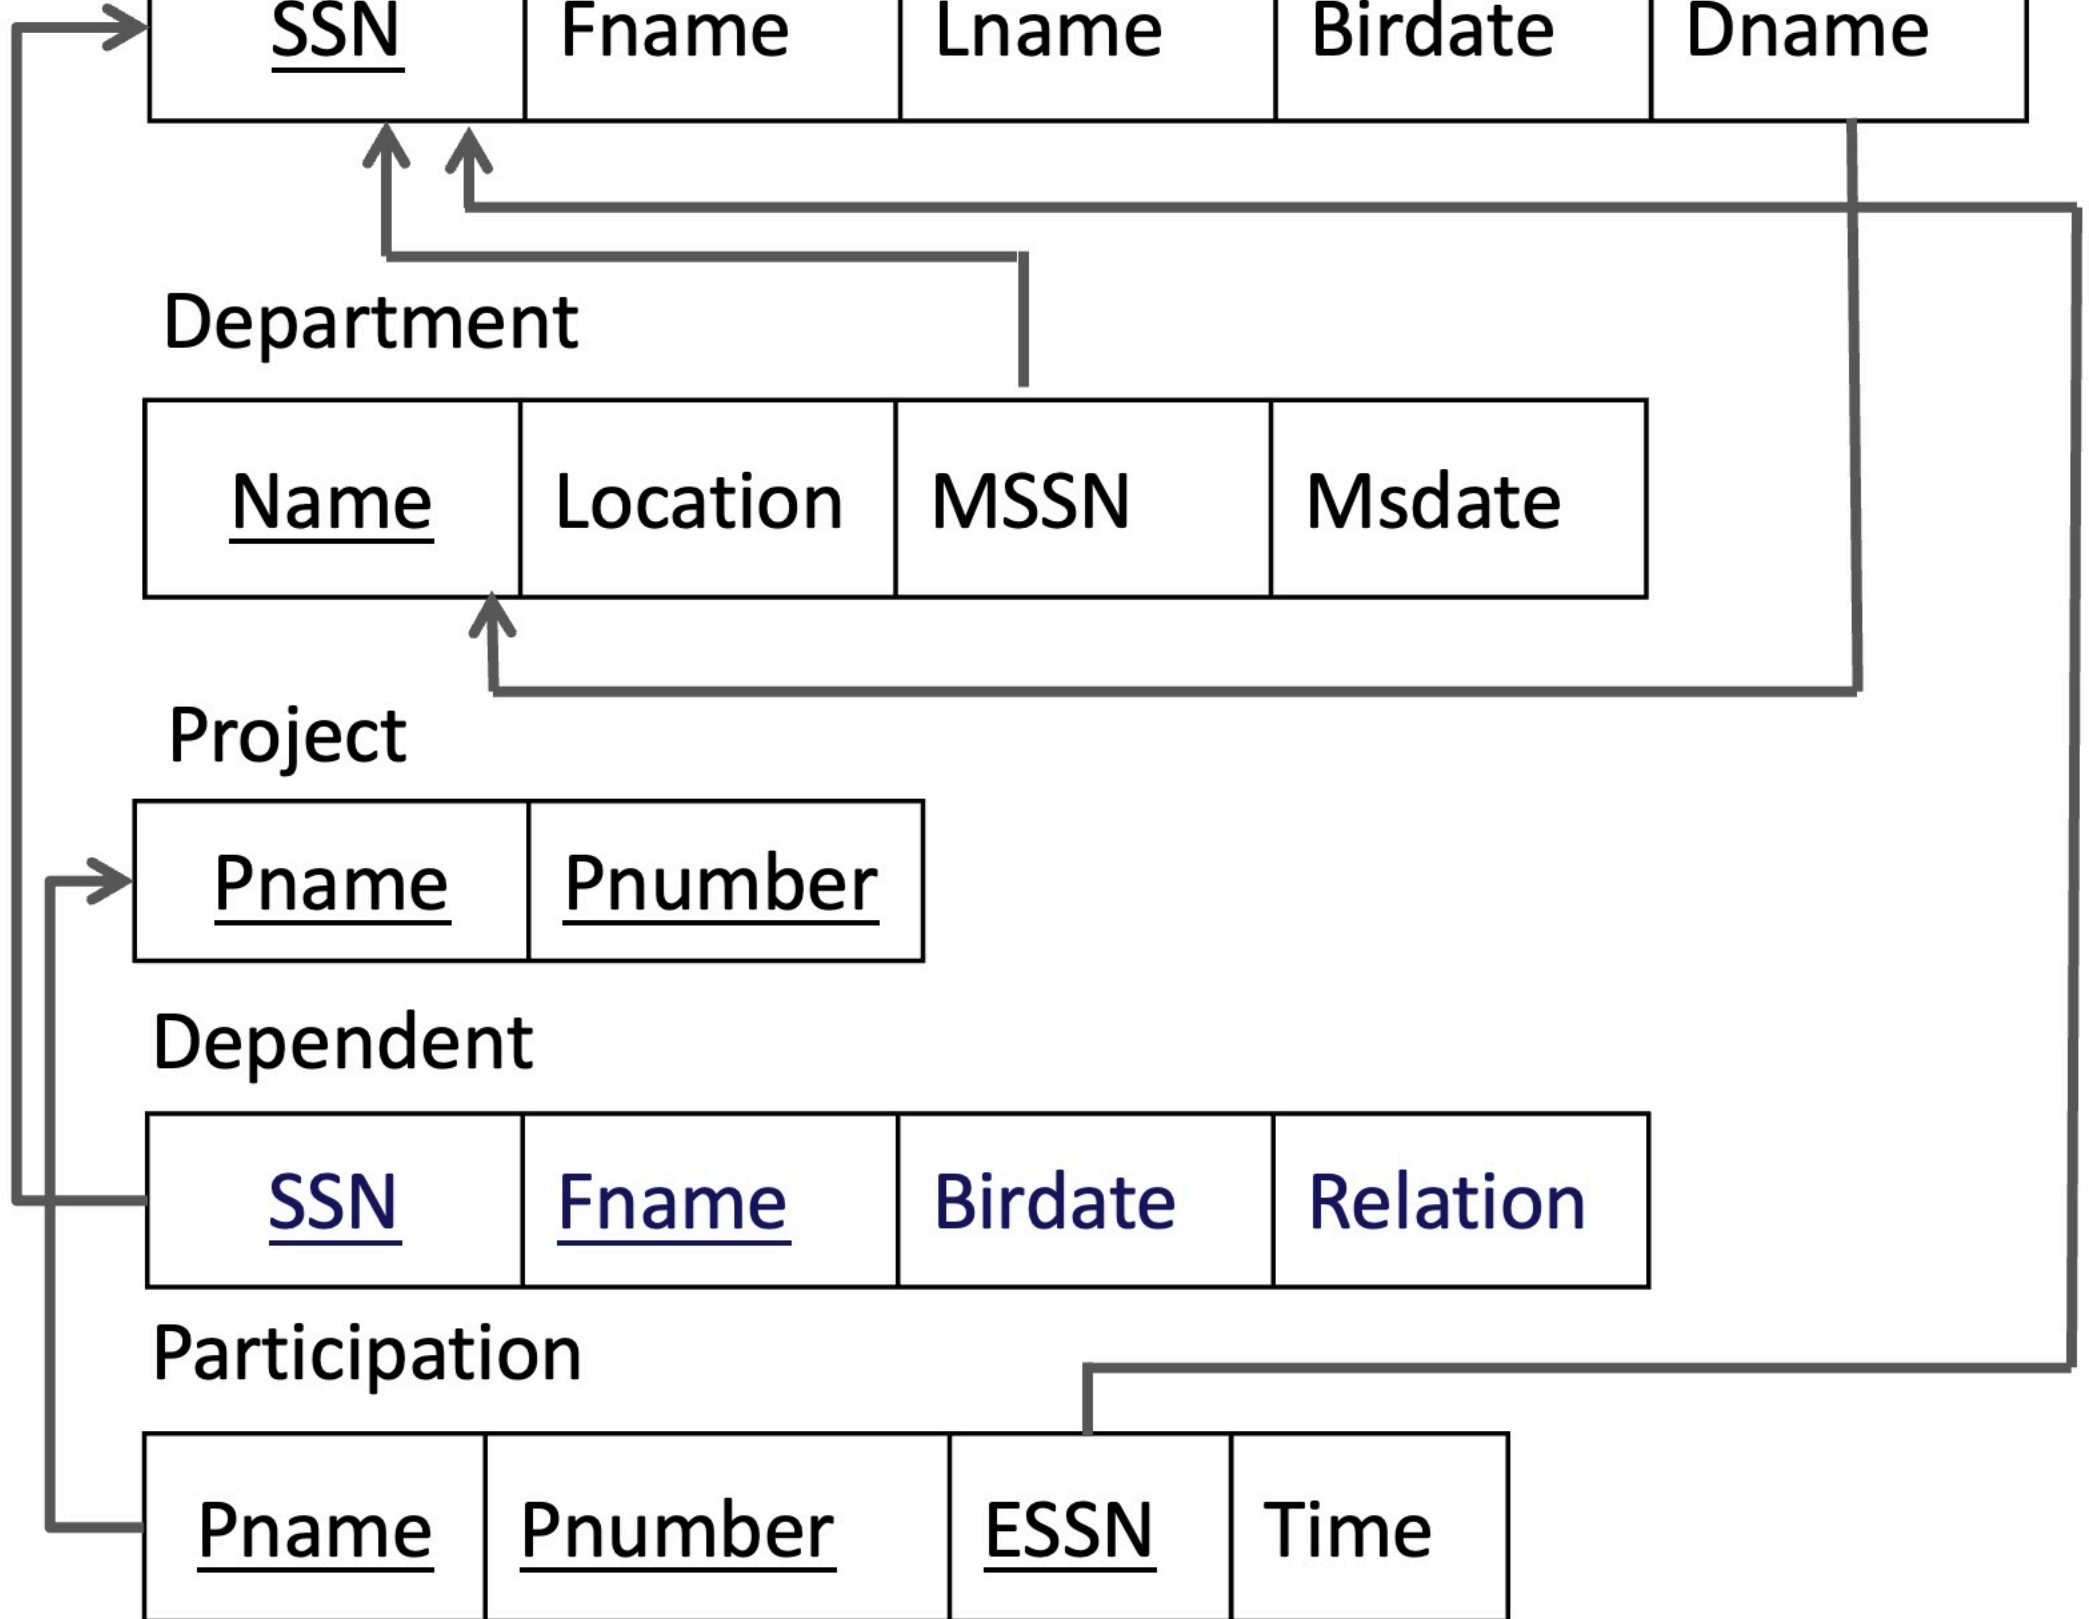 SSN Fname Lname Birdate Dname
Department
Name Location MSSN Msdate
Project
Pname Pnumber
Dependent
SSN Fname Birdate Relation
Participation
Pname Pnumber ESSN Time